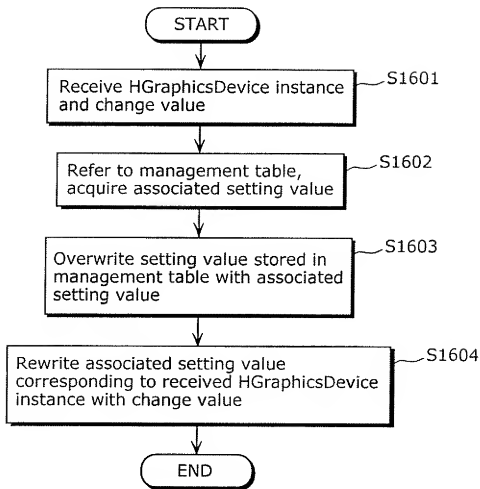 START
Receive HGraphicsDevice instance
and change value
S1601
Refer to management table,
acquire associated setting value
S1602
Overwrite setting value stored in
management table with associated
setting value
S1603
Rewrite associated setting value
corresponding to received HGraphicsDevice
instance with change value
S1604
END